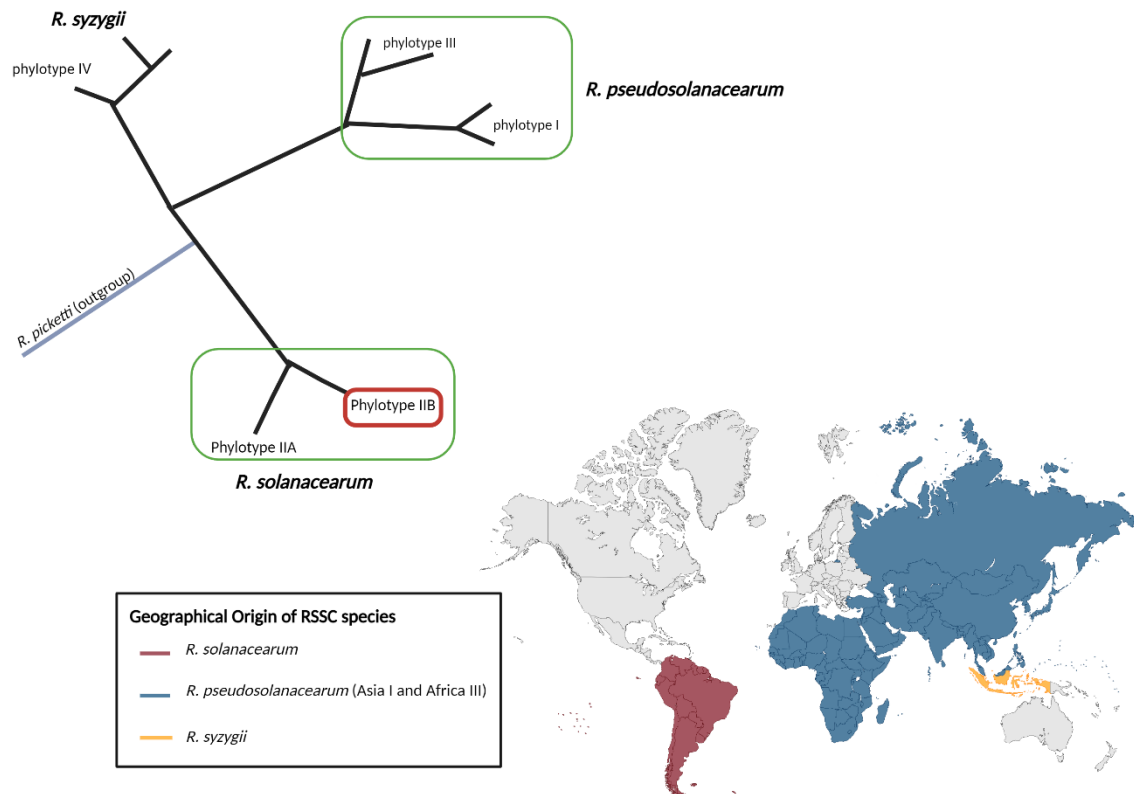 R. syzygii
phylotype IV
phylotype III
R. pseudosolanacearum
phylotype I
R. picketti (outgroup)
Phylotype IIB
Phylotype IIA
R. solanacearum
Geographical Origin of RSSC species
R. solanacearum
R. pseudosolanacearum (Asia I and Africa III)
R. syzygii